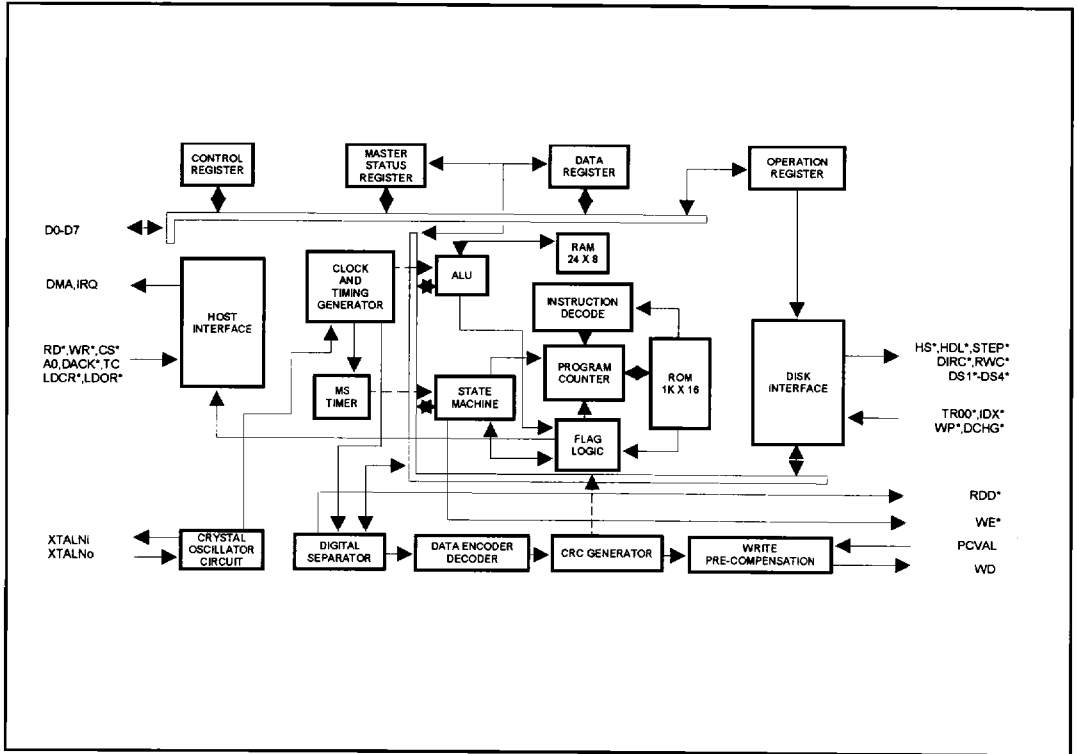 CONTROL
REGISTER
MASTER
STATUS
REGISTER
DATA
REGISTER
OPERATION
REGISTER
D0-D7
RAM
24 X 8
CLOCK
AND
TIMING
GENERATOR
ALU
DMA,IRQ
HOST
INTERFACE
INSTRUCTION
DECODE
RD*,WR*,CS*
A0,DACK*,TC
LDCR*,LDOR*
PROGRAM
COUNTER
ROM
1K X 16
DISK
INTERFACE
HS*,HDL*,STEP*
DIRC*,RWC*
DS1*-DS4*
MS
TIMER
STATE
MACHINE
FLAG
LOGIC
TR00*,IDX*
WP*,DCHG*
RDD*
WE*
XTALNi
XTALNo
CRYSTAL
OSCILLATOR
CIRCUIT
DIGITAL
SEPARATOR
DATA ENCODER
DECODER
CRC GENERATOR
WRITE
PRE-COMPENSATION
PCVAL
WD